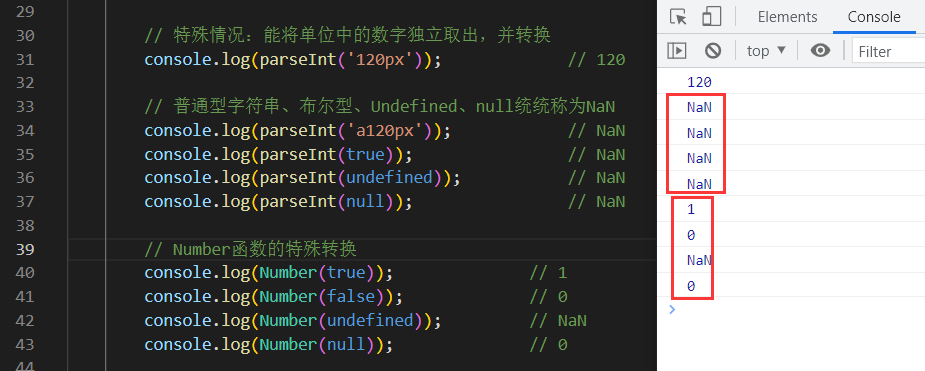 29
30 // 特殊情况：能将单位中的数字独立取出，并转换
31 console.log(parseInt('120px')); // 120
32
33 // 普通型字符串、布尔型、Undefined、null统统称为NaN
34 console.log(parseInt('a120px')); // NaN
35 console.log(parseInt(true)); // NaN
36 console.log(parseInt(undefined)); // NaN
37 console.log(parseInt(null)); // NaN
38
39 // Number函数的特殊转换
40 console.log(Number(true)); // 1
41 console.log(Number(false)); // 0
42 console.log(Number(undefined)); // NaN
43 console.log(Number(null)); // 0
44
Elements Console
top Filter
120
NaN
NaN
NaN
NaN
1
0
NaN
0